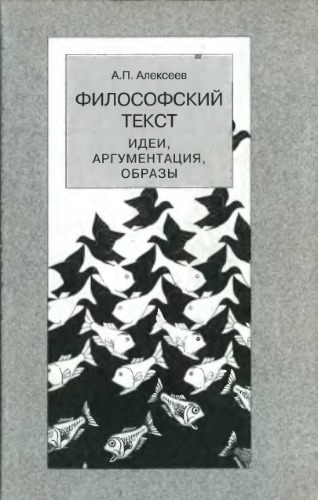 А.П. Алексеев
ФИЛОСОФСКИЙ
ТЕКСТ
ИДЕИ,
АРГУМЕНТАЦИЯ,
ОБРАЗЫ